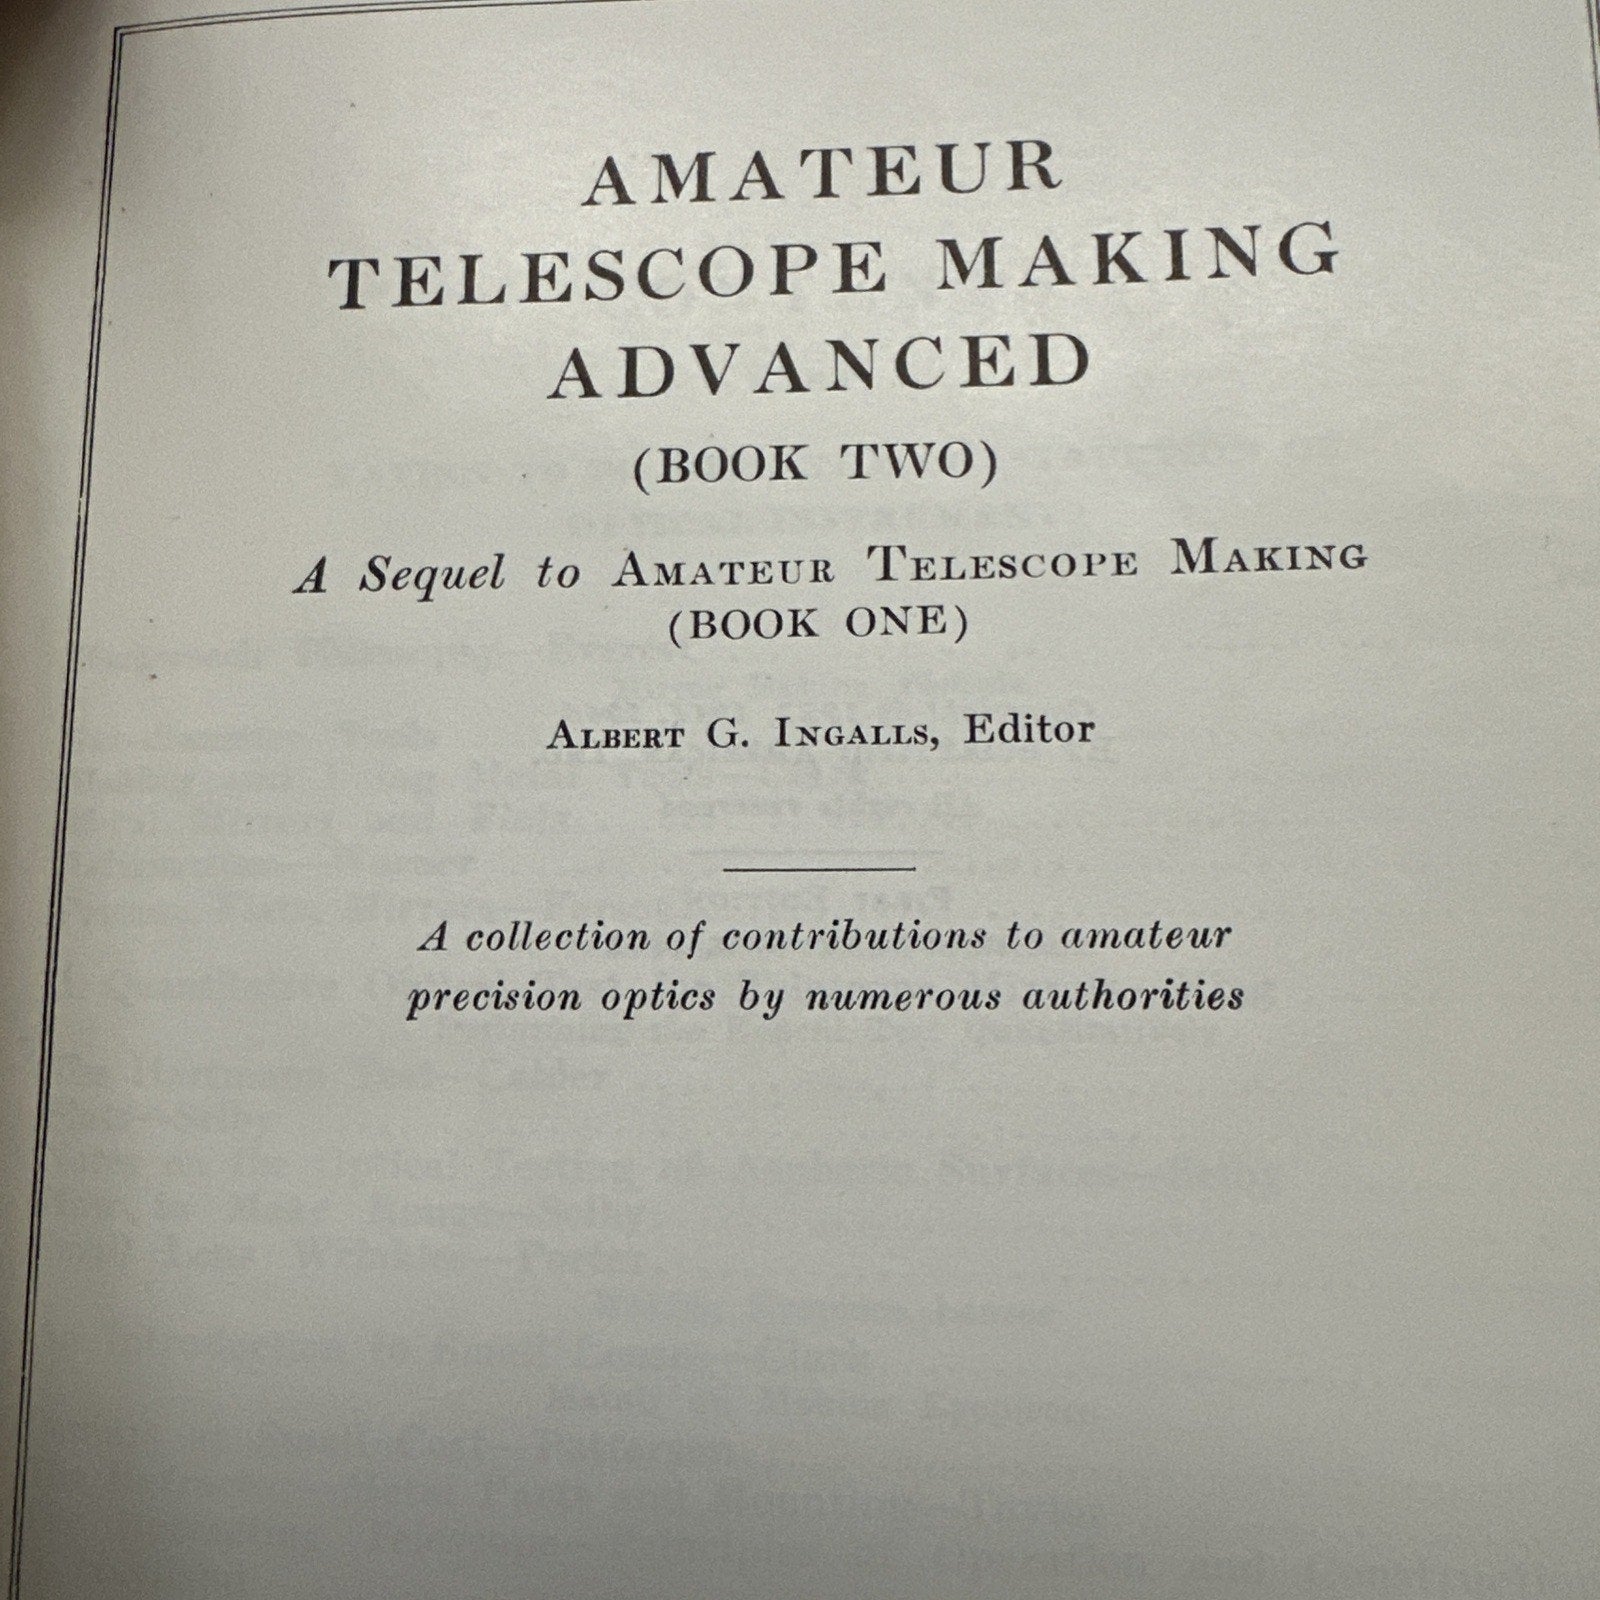 AMATEUR
TELESCOPE MAKING
ADVANCED
(BOOK TWO)
A Sequel to AMATEUR TELESCOPE MAKING
(BOOK ONE)
ALBERT G. INGALLS, Editor
A collection of contributions to amateur
precision optics by numerous authorities